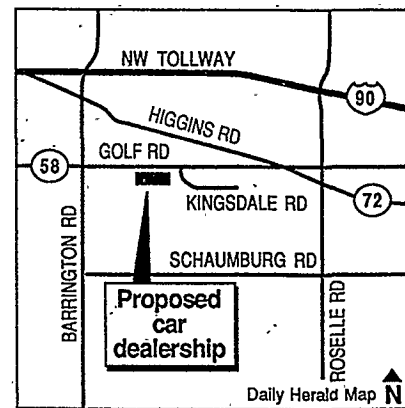 NW TOLLWAY
90
HIGGINS RD
GOLF RD
58
KINGSDALE RD
72
SCHAUMBURG RD
BARRINGTON RD
ROSELLE RD
Proposed
car
dealership
Daily Herald Map
N